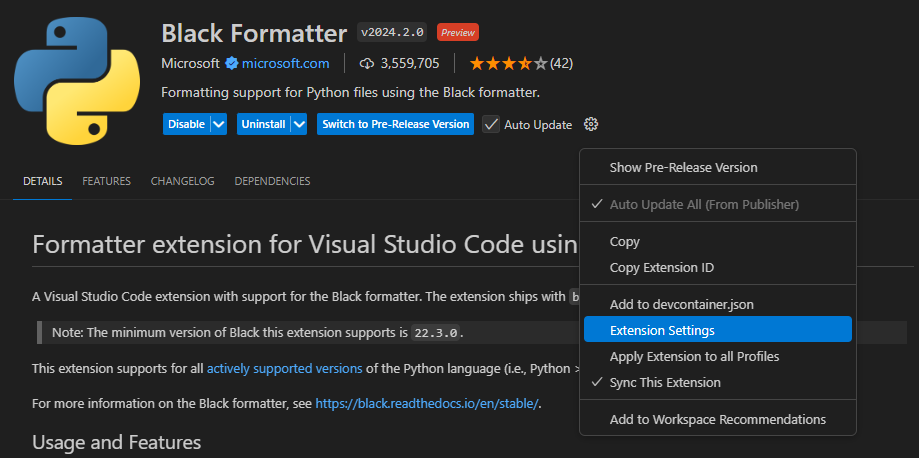 Black Formatter v2024.2.0 Preview
Microsoft microsoft.com 3,559,705 (42)
Formatting support for Python files using the Black formatter.
Disable Uninstall Switch to Pre-Release Version Auto Update
Show Pre-Release Version
Auto Update All (From Publisher)
Copy
Copy Extension ID
Add to devcontainer.json
Extension Settings
Apply Extension to all Profiles
Sync This Extension
Add to Workspace Recommendations
DETAILS FEATURES CHANGELOG DEPENDENCIES
Formatter extension for Visual Studio Code usin
A Visual Studio Code extension with support for the Black formatter. The extension ships with b
Note: The minimum version of Black this extension supports is 22.3.0.
This extension supports for all actively supported versions of the Python language (i.e., Python >
For more information on the Black formatter, see https://black.readthedocs.io/en/stable/.
Usage and Features